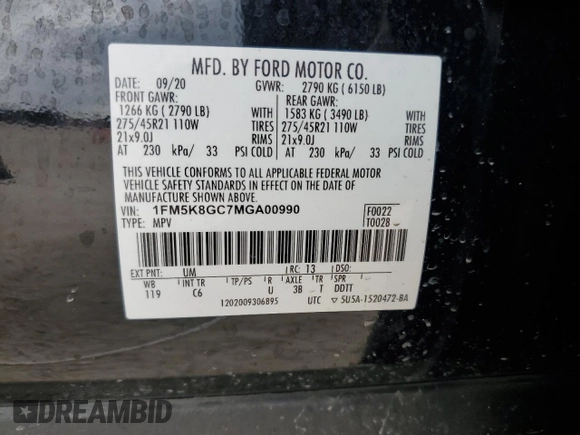 MFD. BY FORD MOTOR CO.
DATE: 09/20 GVWR: 2790 KG ( 6150 LB)
FRONT GAWR: REAR GAWR:
1266 KG ( 2790 LB) WITH 1583 KG ( 3490 LB) WITH
275/45R21 110W TIRES 275/45R21 110W TIRES
21x9.0J RIMS 21x9.0J RIMS
AT 230 kPa/ 33 PSI COLD AT 230 kPa/ 33 PSI COLD
THIS VEHICLE CONFORMS TO ALL APPLICABLE FEDERAL MOTOR
VEHICLE SAFETY STANDARDS IN EFFECT ON THE DATE OF
MANUFACTURE SHOWN ABOVE.
VIN: 1FM5K8GC7MGA00990 F0022
TYPE: MPV T0028
EXT PNT: UM RC: 13 DSO:
WB INT TR TP/PS R AXLE TR SPR
119 C6 U 3B T DDTT
1202009306895 UTC ▽ 5U5A-1520472-BA
DREAMBID